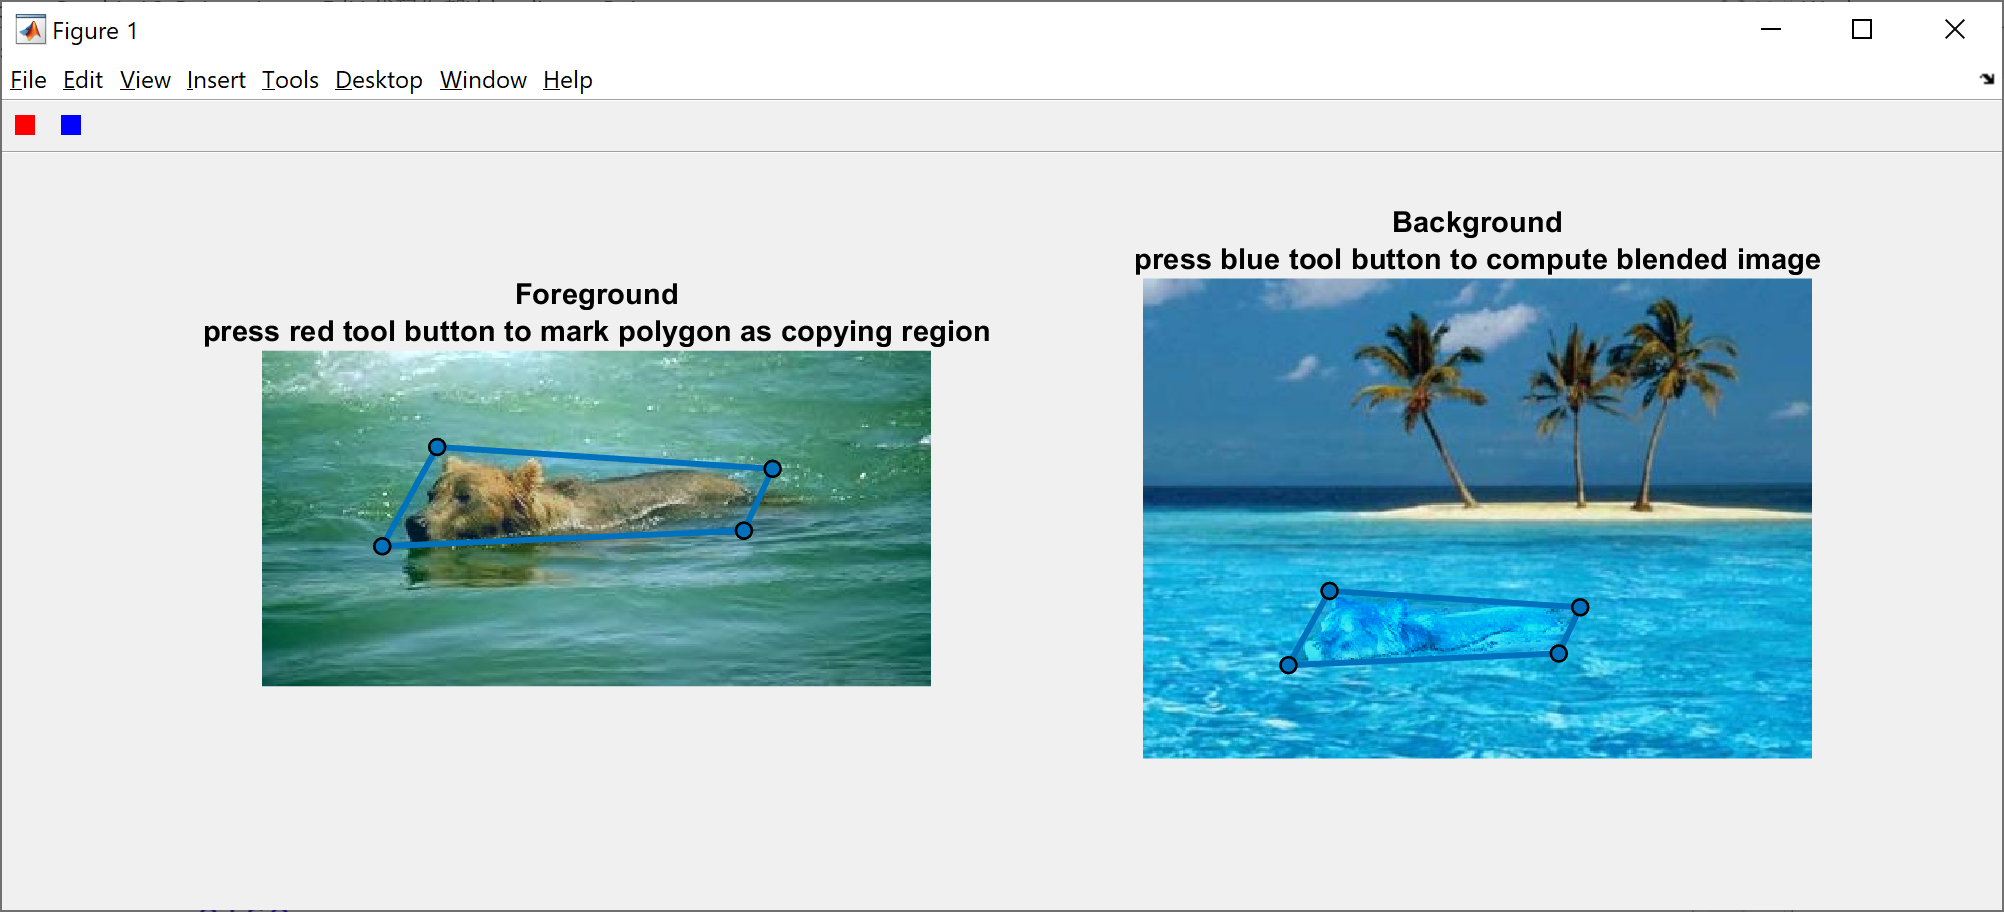 Figure 1
File Edit View Insert Tools Desktop Window Help
Foreground
press red tool button to mark polygon as copying region
Background
press blue tool button to compute blended image